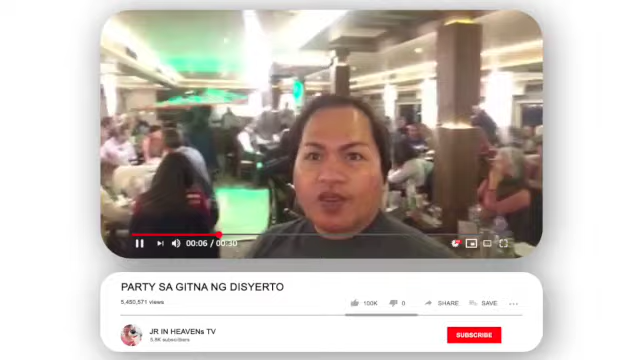 00:06 / 00:30
PARTY SA GITNA NG DISYERTO
5,450,571 views
100K
0
SHARE
SAVE
JR IN HEAVENs TV
5.8K subscribers
SUBSCRIBE